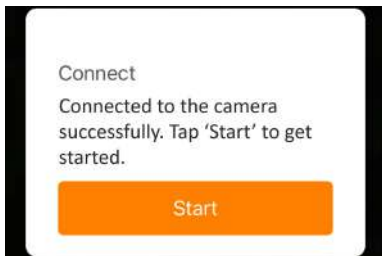 Connect
Connected to the camera
successfully. Tap ‘Start’ to get
started.
Start